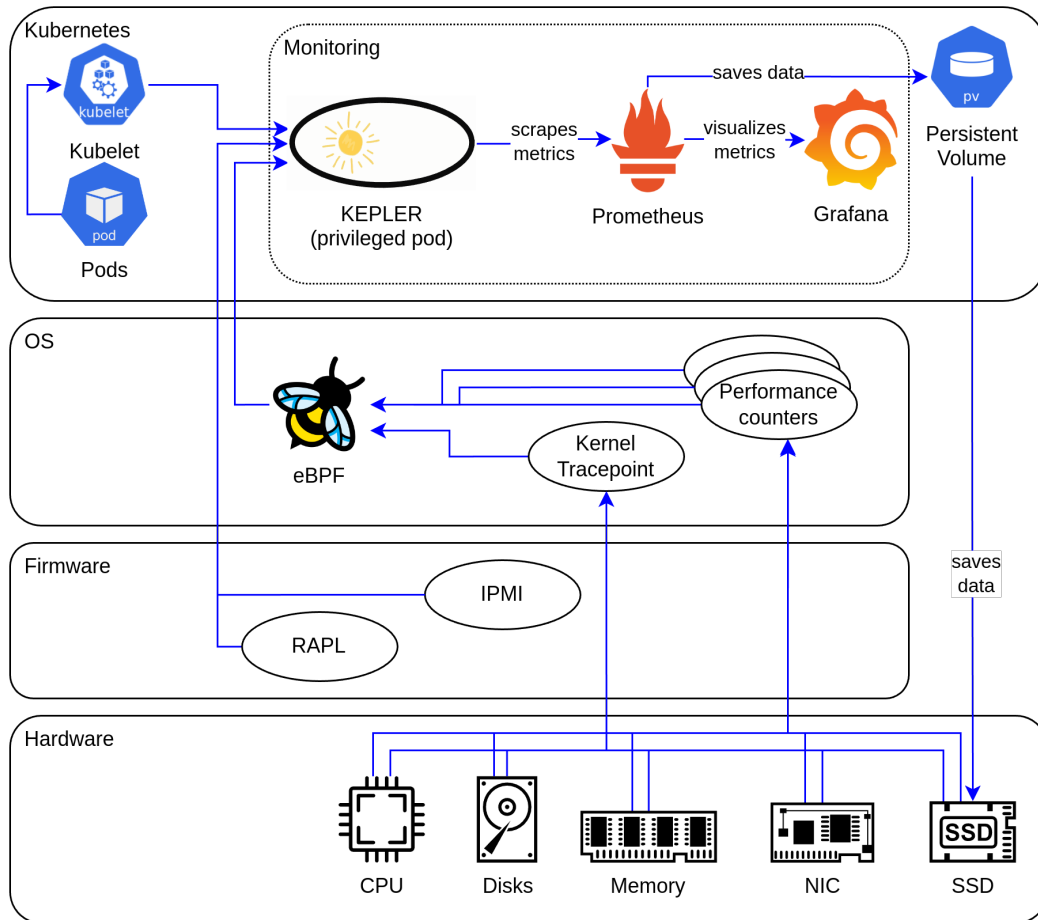 Kubernetes
kubelet
Kubelet
pod
Pods
Monitoring
KEPLER
(privileged pod)
scrapes
metrics
Prometheus
visualizes
metrics
Grafana
saves data
pv
Persistent
Volume
OS
eBPF
Kernel
Tracepoint
Performance
counters
Firmware
IPMI
RAPL
saves
data
Hardware
CPU
Disks
Memory
NIC
SSD
SSD